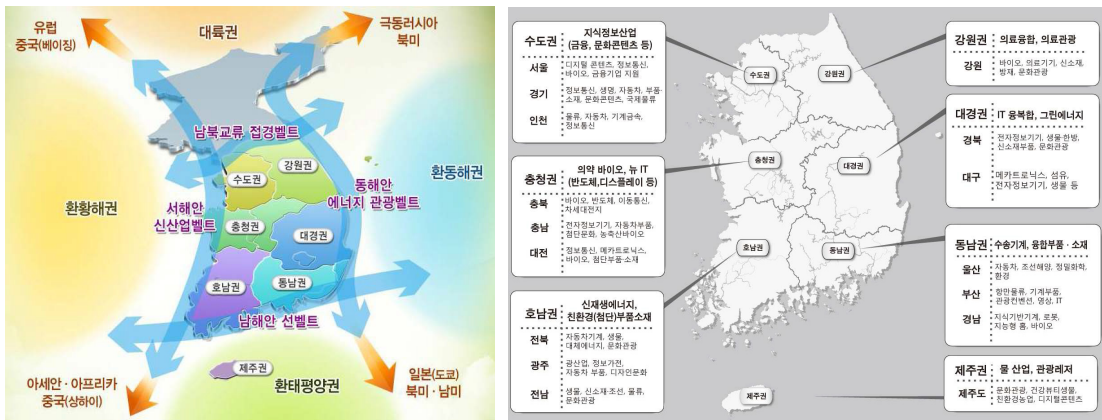 유럽
중국(베이징)
대륙권
극동러시아
북미
남북교류 접경벨트
강원권
수도권
동해안
에너지 관광벨트
환동해권
환황해권
서해안
신산업벨트
충청권
대경권
호남권
동남권
남해안 선벨트
제주권
환태평양권
아세안·아프리카
중국(상하이)
일본(도쿄)
북미·남미
수도권 지식정보산업
(금융, 문화콘텐츠 등)
서울 디지털 콘텐츠, 정보통신,
바이오, 금융기업 지원
경기 정보통신, 생명, 자동차, 부품·
소재, 문화콘텐츠, 국제물류
인천 물류, 자동차, 기계금속,
정보통신
충청권 의약 바이오, 뉴 IT
(반도체,디스플레이 등)
충북 바이오, 반도체, 이동통신,
차세대전지
충남 전자정보기기, 자동차부품,
첨단문화, 농축산바이오
대전 정보통신, 메카트로닉스,
바이오, 첨단부품·소재
호남권 신재생에너지,
친환경(첨단)부품소재
전북 자동차기계, 생물,
대체에너지, 문화관광
광주 광산업, 정보가전,
자동차 부품, 디자인문화
전남 생물, 신소재·조선, 물류,
문화관광
수도권
강원권
충청권
대경권
호남권
동남권
제주권
강원권 의료융합, 의료관광
강원 바이오, 의료기기, 신소재,
방재, 문화관광
대경권 IT 융복합, 그린에너지
경북 전자정보기기, 생물·한방,
신소재부품, 문화관광
대구 메카트로닉스, 섬유,
전자정보기기, 생물 등
동남권 수송기계, 융합부품·소재
울산 자동차, 조선해양, 정밀화학,
환경
부산 항만물류, 기계부품,
관광컨벤션, 영상, IT
경남 지식기반기계, 로봇,
지능형 홈, 바이오
제주권 물 산업, 관광레저
제주도 문화관광, 건강뷰티생물,
친환경농업, 디지털콘텐츠